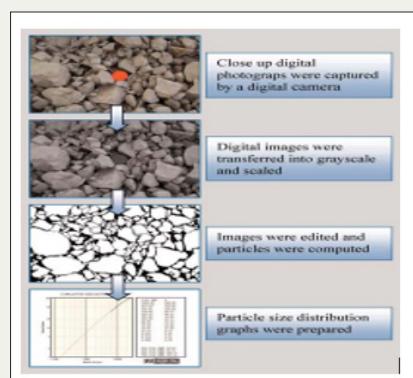 Close up digital
photograps were captured
by a digital camera
Digital images were
transferred into grayscale
and scaled
Images were edited and
particles were computed
Particle size distribution
graphs were prepared